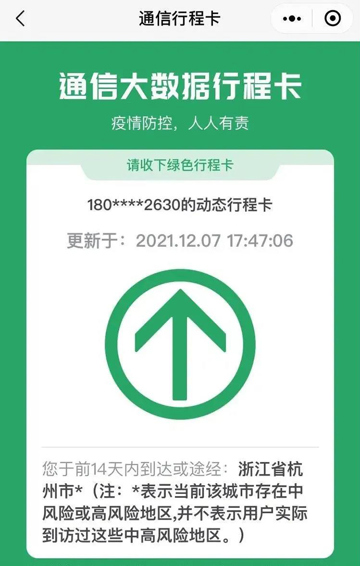 通信行程卡
通信大数据行程卡
疫情防控，人人有责
请收下绿色行程卡
180****2630的动态行程卡
更新于：2021.12.07 17:47:06
您于前14天内到达或途经：浙江省杭
州市*（注：*表示当前该城市存在中
风险或高风险地区,并不表示用户实际
到访过这些中高风险地区。）